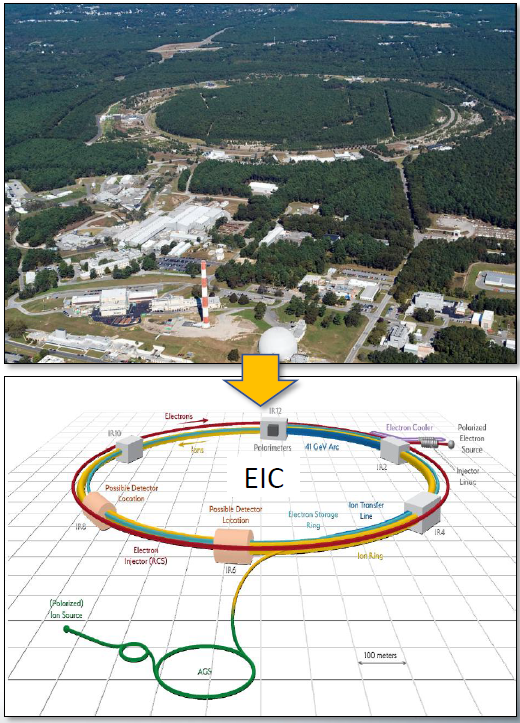 IR12
Electrons
Electron Cooler
Polarized
Electron
Source
IR10
Ions
Polarimeters
41 GeV Arc
IR2
Injector
Linac
EIC
Possible Detector
Location
Possible Detector
Location
Electron Storage
Ring
Ion Transfer
Line
IR8
IR4
Electron
Injector (RCS)
IR6
Ion Ring
(Polarized)
Ion Source
AGS
100 meters